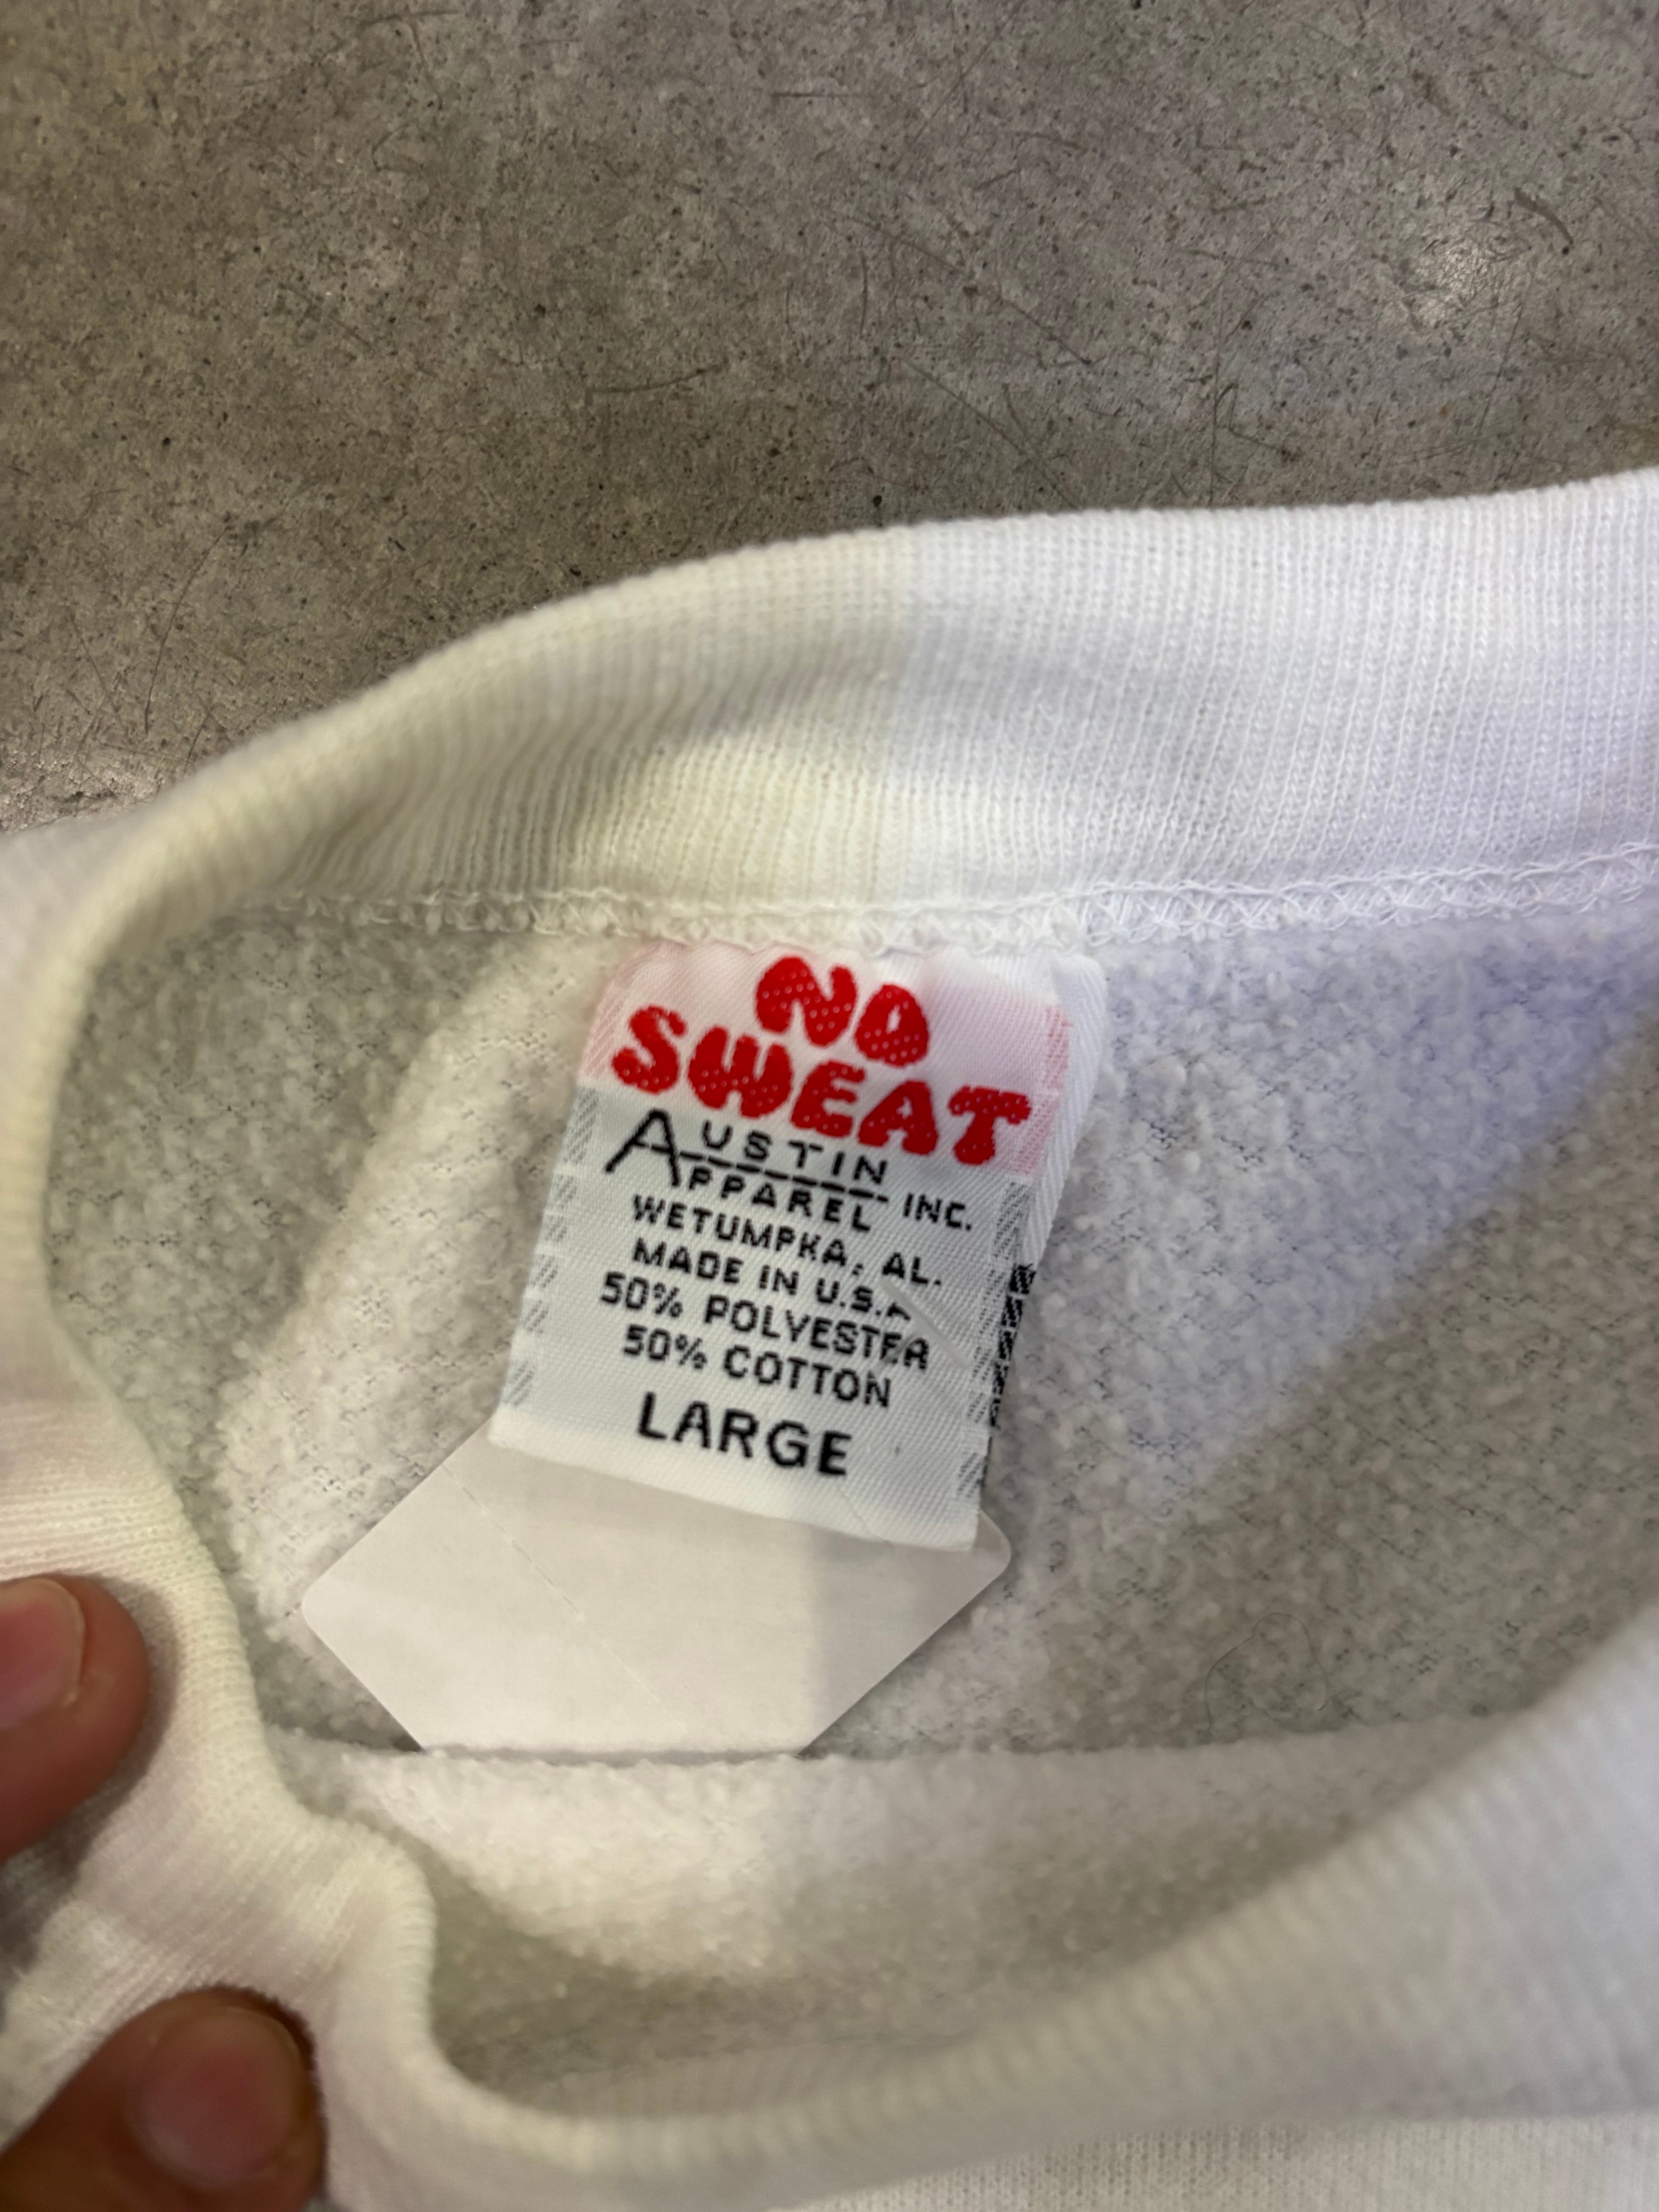 NO
SWEAT
AUSTIN
APPAREL INC.
WETUMPKA, AL.
MADE IN U.S.A
50% POLYESTER
50% COTTON
LARGE